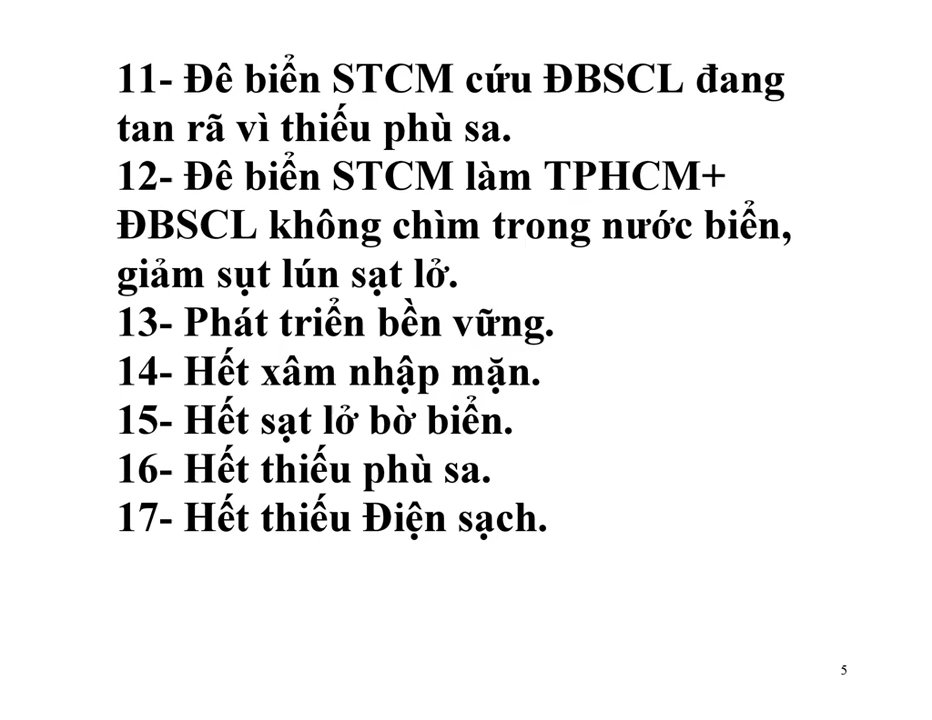 11- Đê biển STCM cứu ĐBSCL đang
tan rã vì thiếu phù sa.
12- Đê biển STCM làm TPHCM+
ĐBSCL không chìm trong nước biển,
giảm sụt lún sạt lở.
13- Phát triển bền vững.
14- Hết xâm nhập mặn.
15- Hết sạt lở bờ biển.
16- Hết thiếu phù sa.
17- Hết thiếu Điện sạch.
5